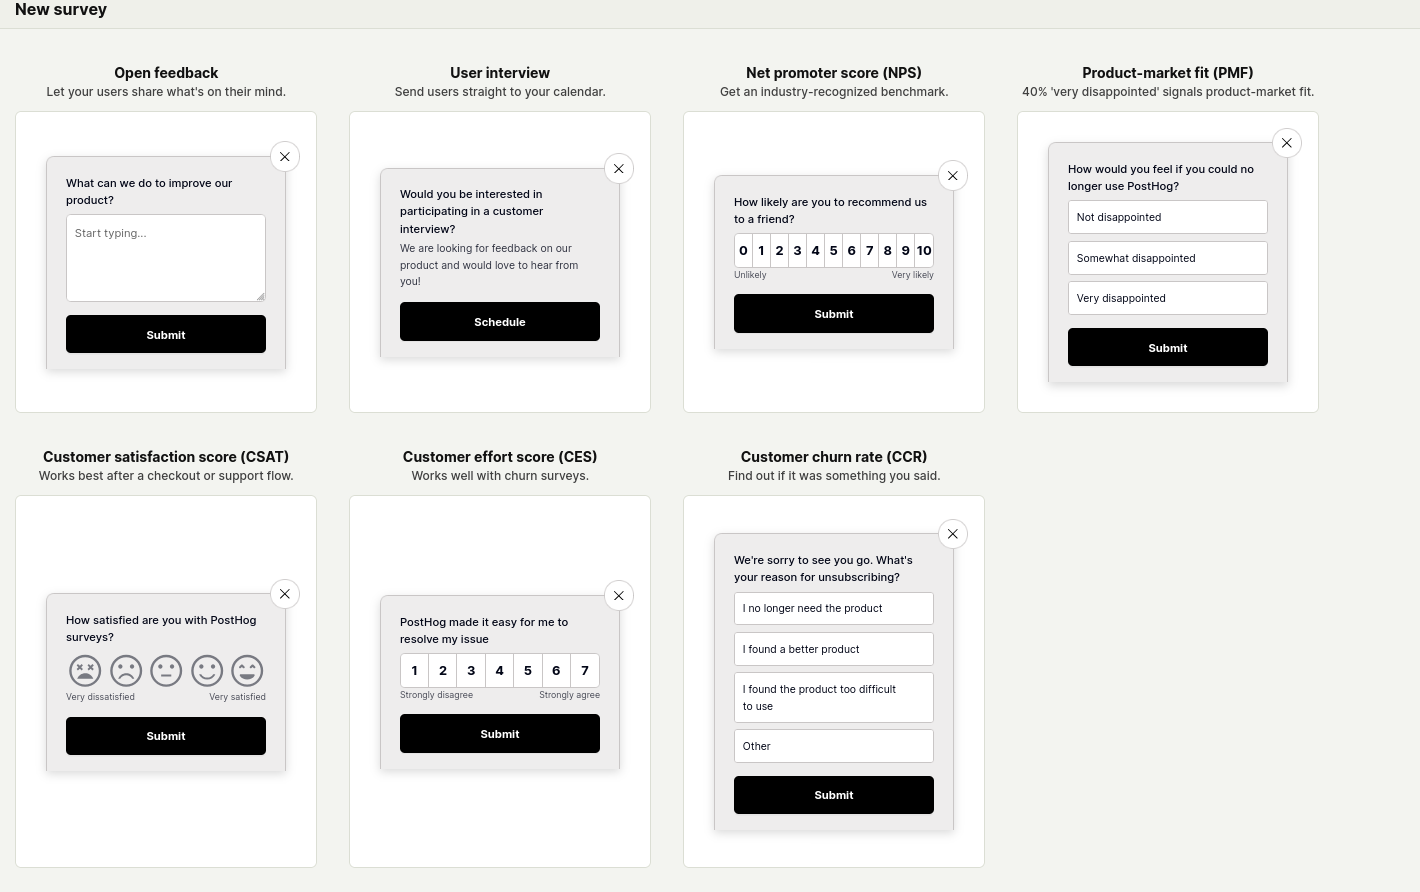 New survey
Open feedback
Let your users share what's on their mind.
What can we do to improve our
product?
Start typing...
Submit
User interview
Send users straight to your calendar.
Would you be interested in
participating in a customer
interview?
We are looking for feedback on our
product and would love to hear from
you!
Schedule
Net promoter score (NPS)
Get an industry-recognized benchmark.
How likely are you to recommend us
to a friend?
0 1 2 3 4 5 6 7 8 9 10
Unlikely Very likely
Submit
Product-market fit (PMF)
40% 'very disappointed' signals product-market fit.
How would you feel if you could no
longer use PostHog?
Not disappointed
Somewhat disappointed
Very disappointed
Submit
Customer satisfaction score (CSAT)
Works best after a checkout or support flow.
How satisfied are you with PostHog
surveys?
Very dissatisfied Very satisfied
Submit
Customer effort score (CES)
Works well with churn surveys.
PostHog made it easy for me to
resolve my issue
1 2 3 4 5 6 7
Strongly disagree Strongly agree
Submit
Customer churn rate (CCR)
Find out if it was something you said.
We're sorry to see you go. What's
your reason for unsubscribing?
I no longer need the product
I found a better product
I found the product too difficult
to use
Other
Submit